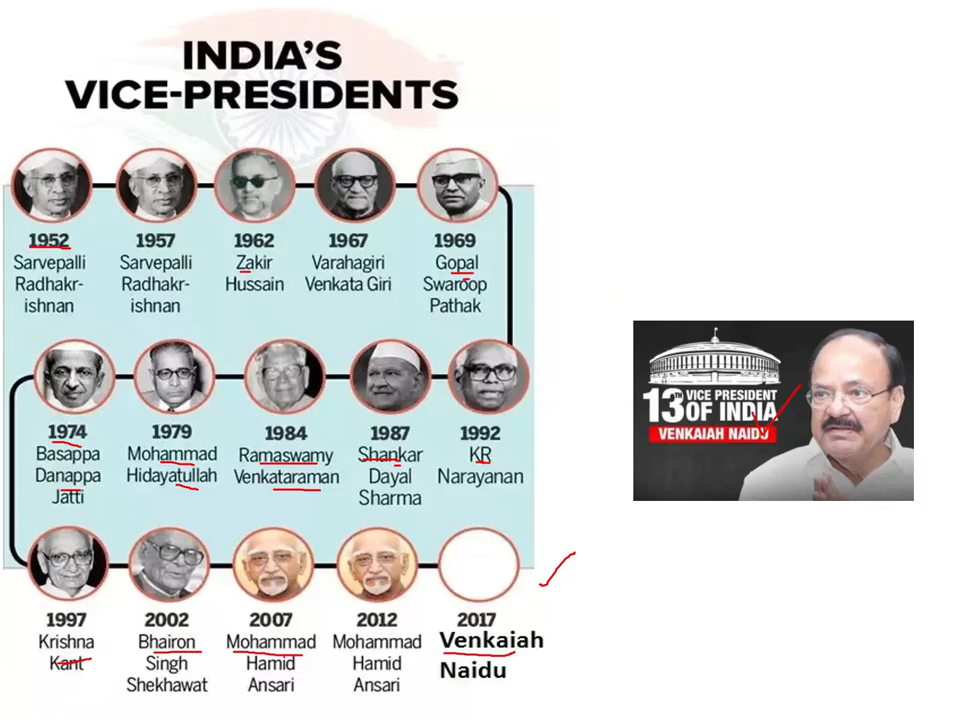 INDIA'S
VICE-PRESIDENTS
1952
Sarvepalli
Radhakr-
ishnan
1957
Sarvepalli
Radhakr-
ishnan
1962
Zakir
Hussain
1967
Varahagiri
Venkata Giri
1969
Gopal
Swaroop
Pathak
1974
Basappa
Danappa
Jatti
1979
Mohammad
Hidayatullah
1984
Ramaswamy
Venkataraman
1987
Shankar
Dayal
Sharma
1992
KR
Narayanan
1997
Krishna
Kant
2002
Bhairon
Singh
Shekhawat
2007
Mohammad
Hamid
Ansari
2012
Mohammad
Hamid
Ansari
2017
Venkaiah
Naidu
13TH VICE PRESIDENT
OF INDIA
VENKAIAH NAIDU